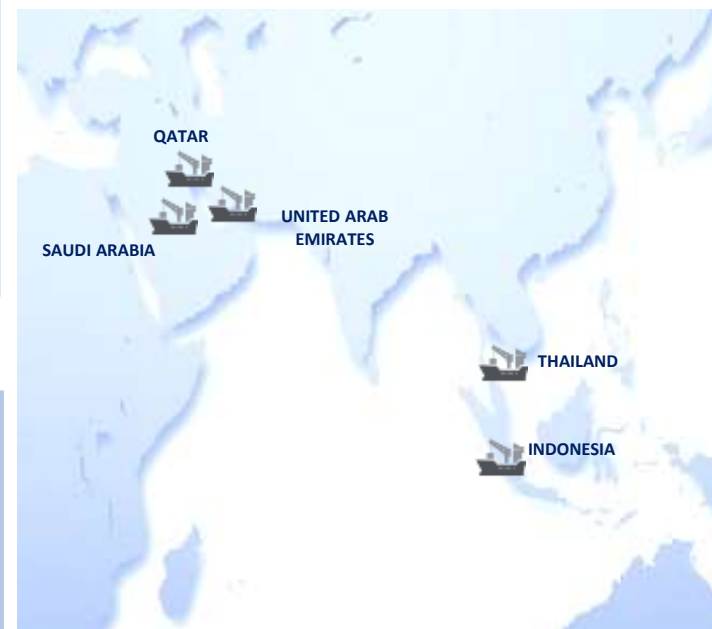 QATAR
UNITED ARAB
EMIRATES
SAUDI ARABIA
THAILAND
INDONESIA